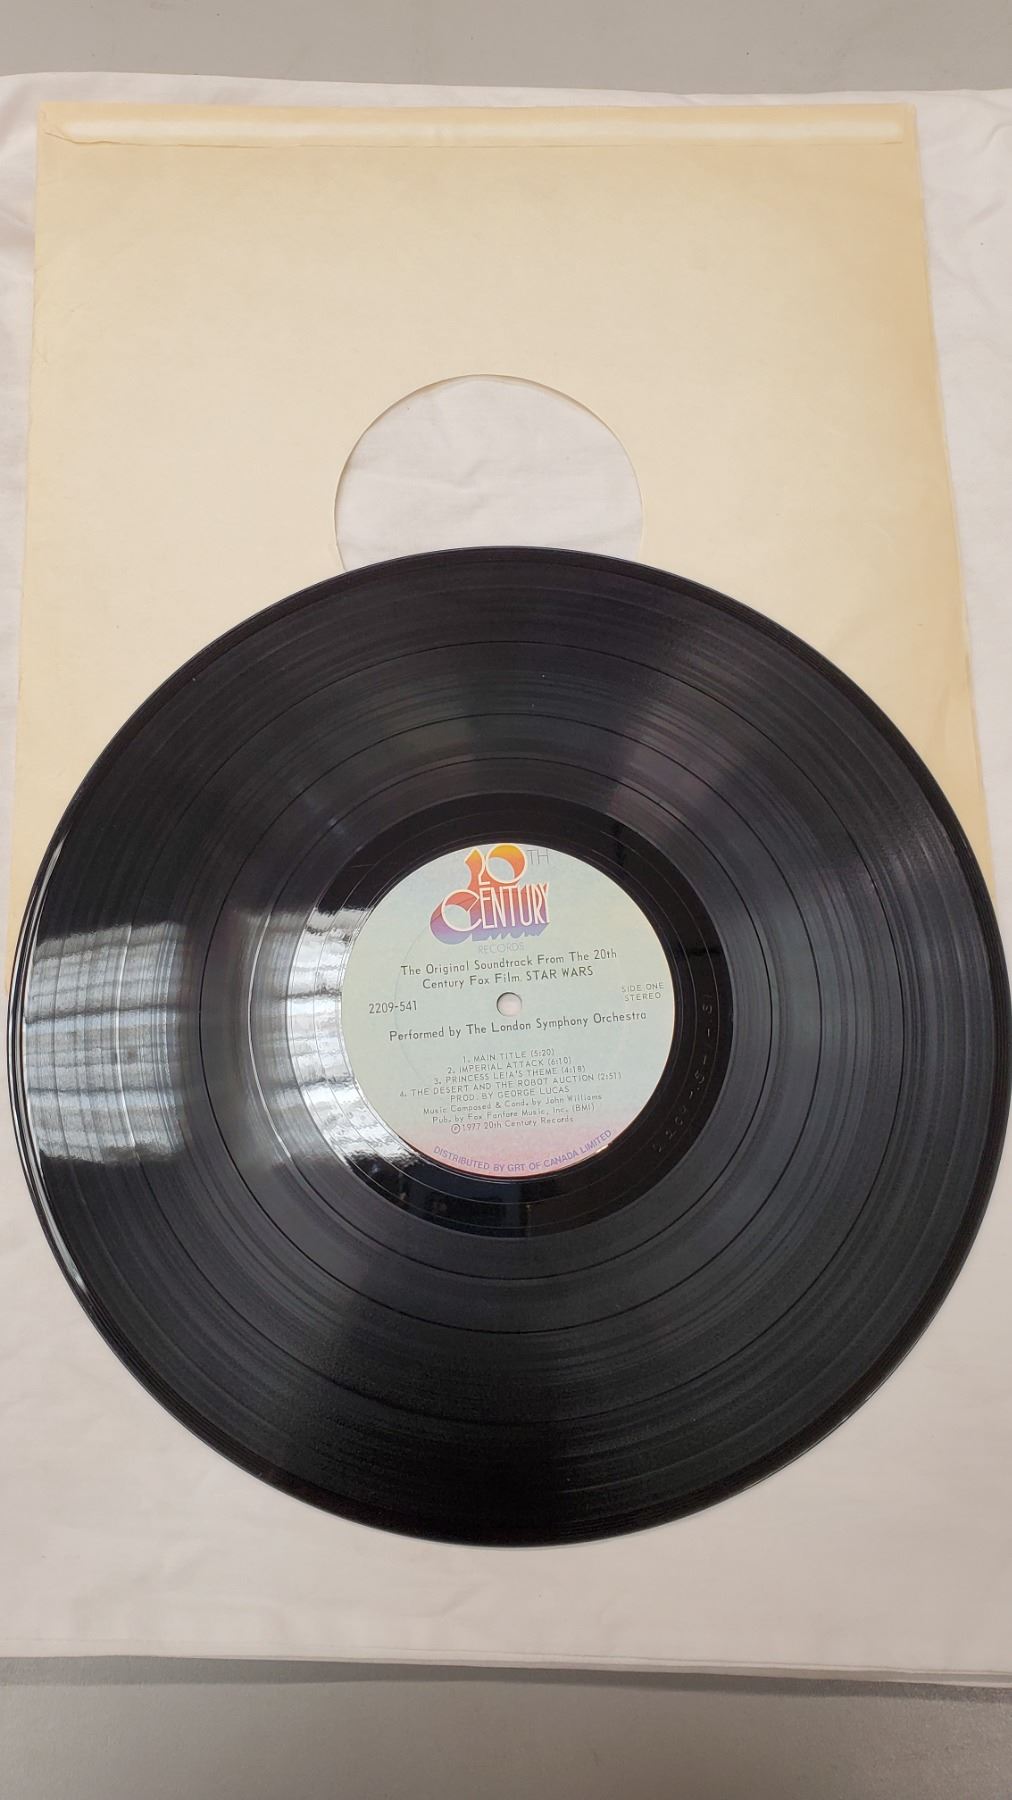 20TH
CENTURY
RECORDS
The Original Soundtrack From The 20th
Century Fox Film. STAR WARS
2209-541
SIDE ONE
STEREO
Performed by The London Symphony Orchestra
1. MAIN TITLE (5:20)
2. IMPERIAL ATTACK (6:10)
3. PRINCESS LEIA'S THEME (4:18)
4. THE DESERT AND THE ROBOT AUCTION (2:51)
PROD. BY GEORGE LUCAS
Music Composed & Cond. by John Williams
Pub. by Fox Fanfare Music, Inc. (BMI)
℗1977 20th Century Records
DISTRIBUTED BY GRT OF CANADA LIMITED